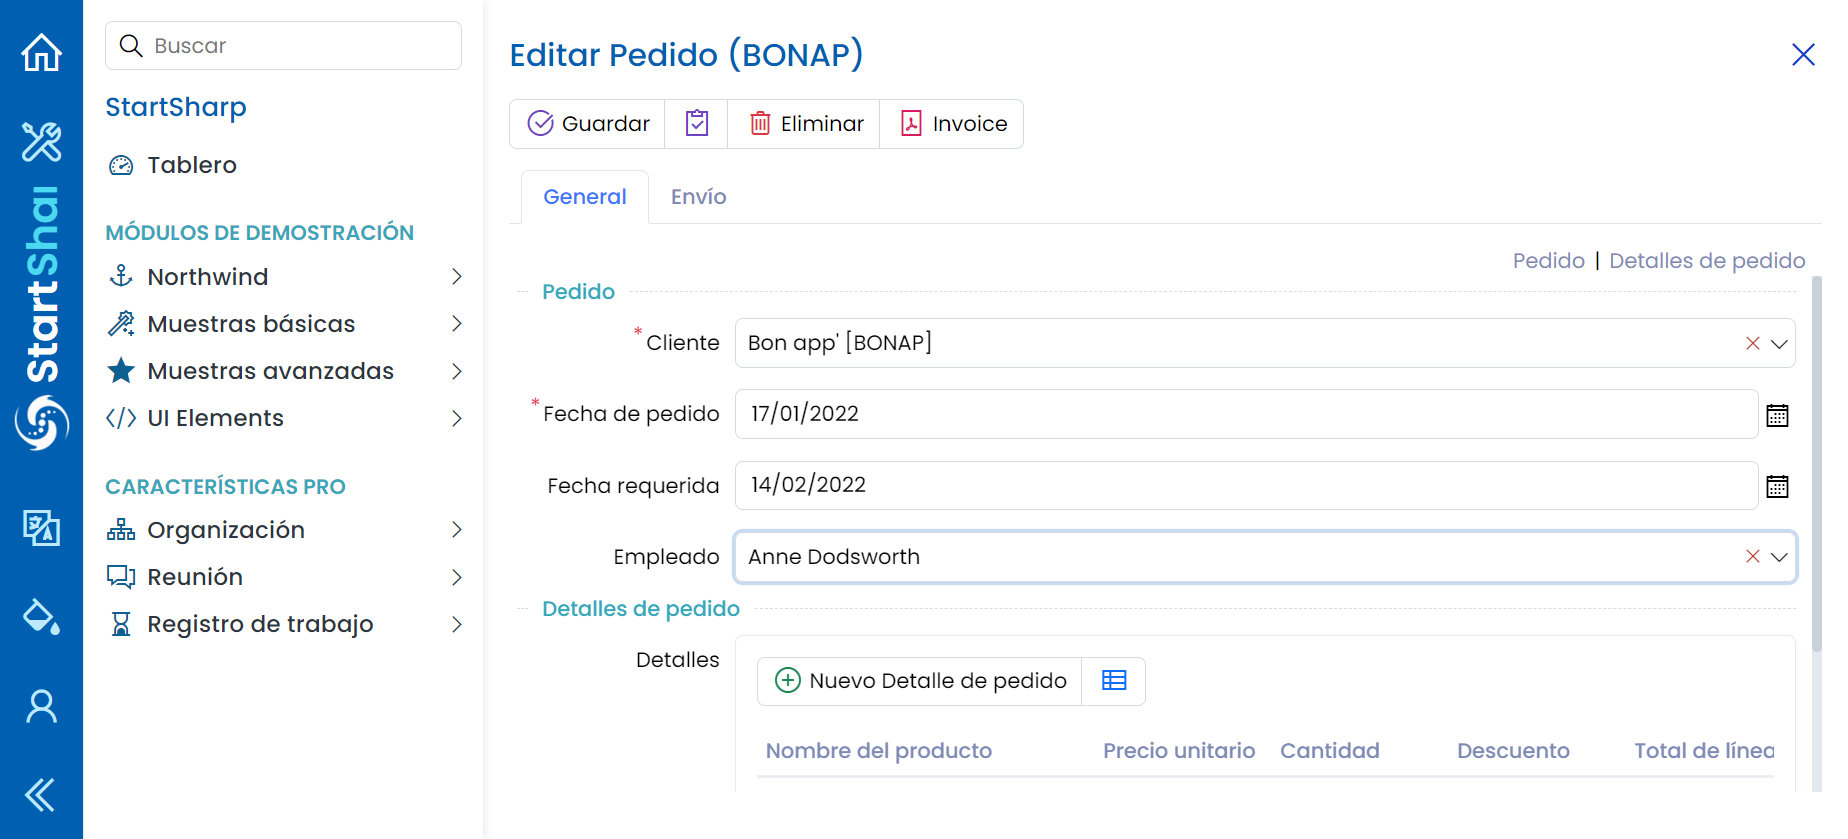 StartShar
Buscar
StartSharp
Tablero
MÓDULOS DE DEMOSTRACIÓN
Northwind
Muestras básicas
Muestras avanzadas
UI Elements
CARACTERÍSTICAS PRO
Organización
Reunión
Registro de trabajo
Editar Pedido (BONAP)
Guardar
Eliminar
Invoice
General
Envío
Pedido | Detalles de pedido
Pedido
* Cliente
Bon app' [BONAP]
* Fecha de pedido
17/01/2022
Fecha requerida
14/02/2022
Empleado
Anne Dodsworth
Detalles de pedido
Detalles
Nuevo Detalle de pedido
Nombre del producto
Precio unitario
Cantidad
Descuento
Total de línea